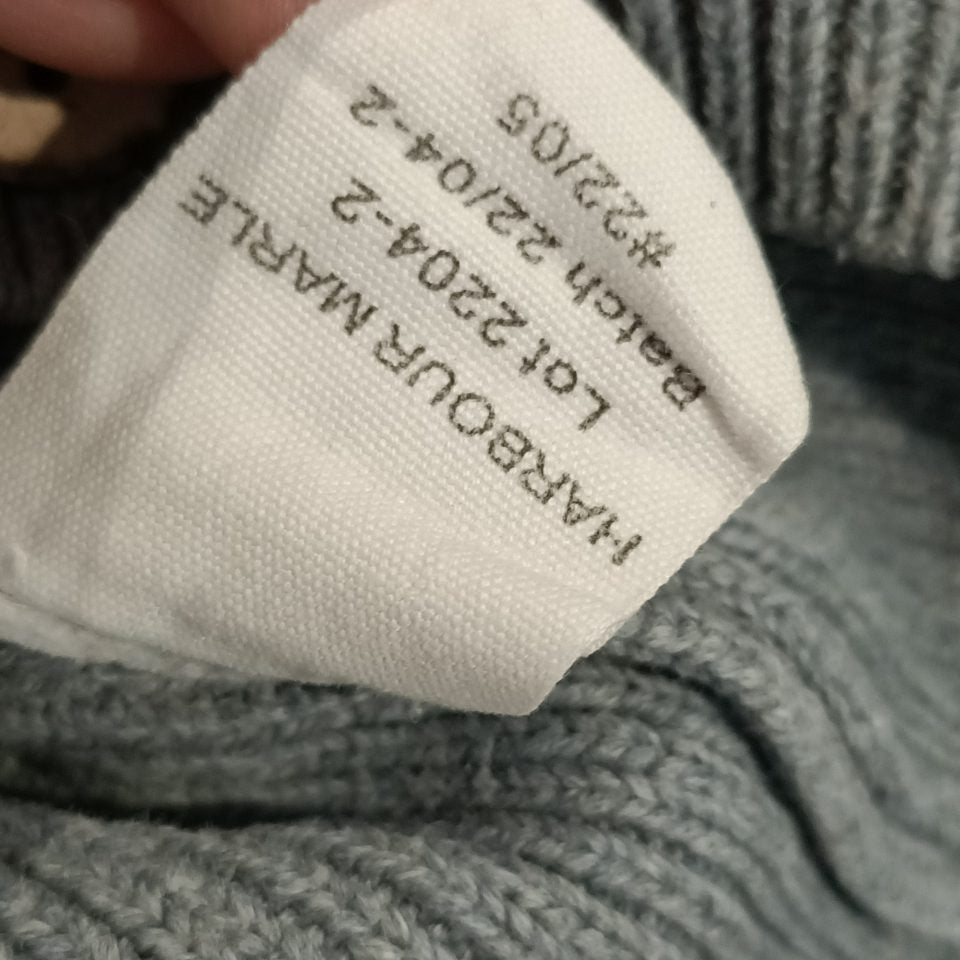 HARBOUR MARLE
Lot 2204-2
Batch 22/04-2
#22/05